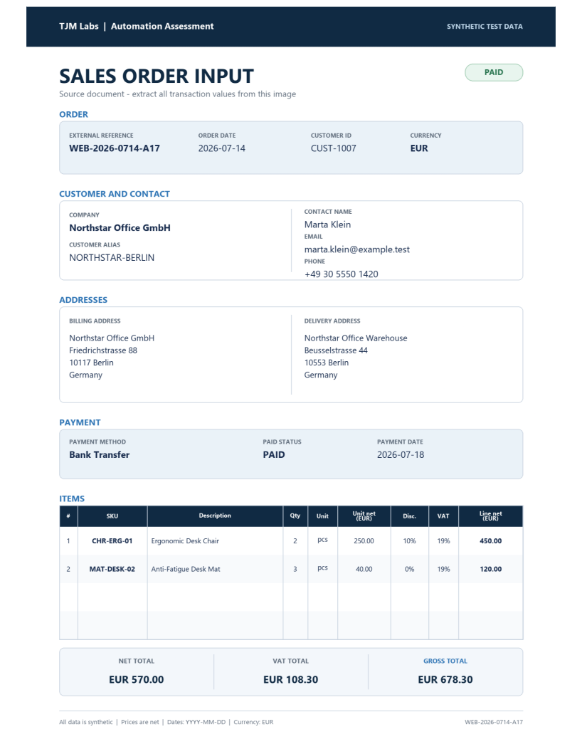 TJM Labs | Automation Assessment
SYNTHETIC TEST DATA
SALES ORDER INPUT
PAID
Source document - extract all transaction values from this image
ORDER
EXTERNAL REFERENCE ORDER DATE CUSTOMER ID CURRENCY
WEB-2026-0714-A17 2026-07-14 CUST-1007 EUR
CUSTOMER AND CONTACT
COMPANY
Northstar Office GmbH
CUSTOMER ALIAS
NORTHSTAR-BERLIN
CONTACT NAME
Marta Klein
EMAIL
marta.klein@example.test
PHONE
+49 30 5550 1420
ADDRESSES
BILLING ADDRESS
Northstar Office GmbH
Friedrichstrasse 88
10117 Berlin
Germany
DELIVERY ADDRESS
Northstar Office Warehouse
Beusselstrasse 44
10553 Berlin
Germany
PAYMENT
PAYMENT METHOD PAID STATUS PAYMENT DATE
Bank Transfer PAID 2026-07-18
ITEMS
# SKU Description Qty Unit Unit net (EUR) Disc. VAT Line net (EUR)
1 CHR-ERG-01 Ergonomic Desk Chair 2 pcs 250.00 10% 19% 450.00
2 MAT-DESK-02 Anti-Fatigue Desk Mat 3 pcs 40.00 0% 19% 120.00
NET TOTAL VAT TOTAL GROSS TOTAL
EUR 570.00 EUR 108.30 EUR 678.30
All data is synthetic | Prices are net | Dates: YYYY-MM-DD | Currency: EUR
WEB-2026-0714-A17